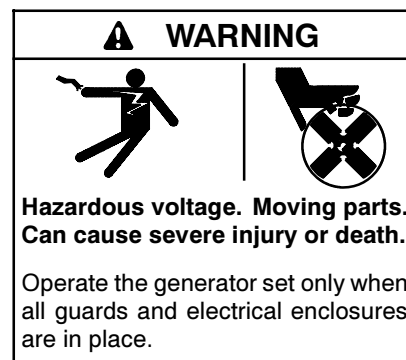 WARNING
Hazardous voltage. Moving parts.
Can cause severe injury or death.
Operate the generator set only when
all guards and electrical enclosures
are in place.